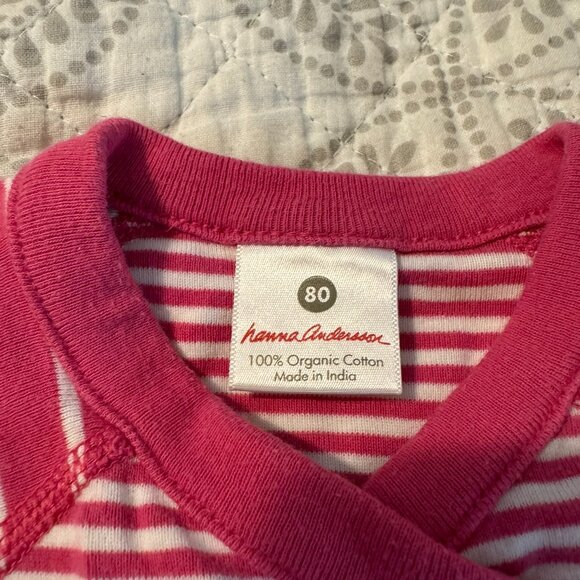 80
hanna andersson
100% Organic Cotton
Made in India